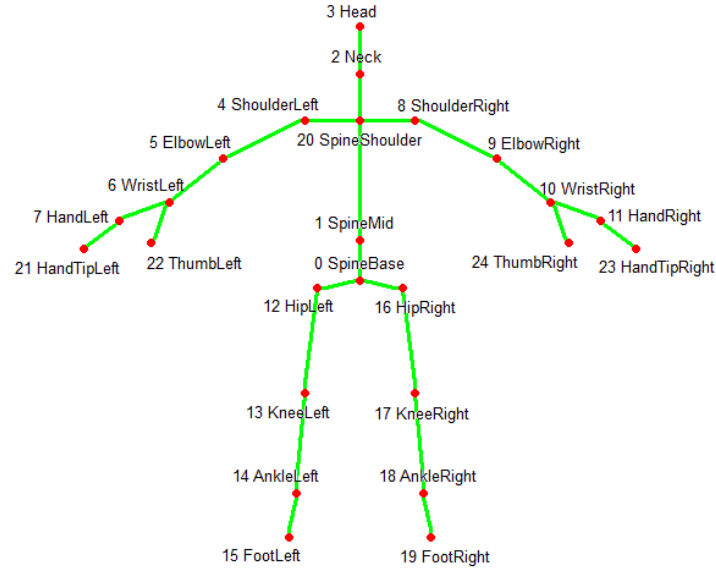 3 Head
2 Neck
4 ShoulderLeft
8 ShoulderRight
20 SpineShoulder
5 ElbowLeft
9 ElbowRight
6 WristLeft
10 WristRight
7 HandLeft
11 HandRight
1 SpineMid
21 HandTipLeft
22 ThumbLeft
0 SpineBase
24 ThumbRight
23 HandTipRight
12 HipLeft
16 HipRight
13 KneeLeft
17 KneeRight
14 AnkleLeft
18 AnkleRight
15 FootLeft
19 FootRight